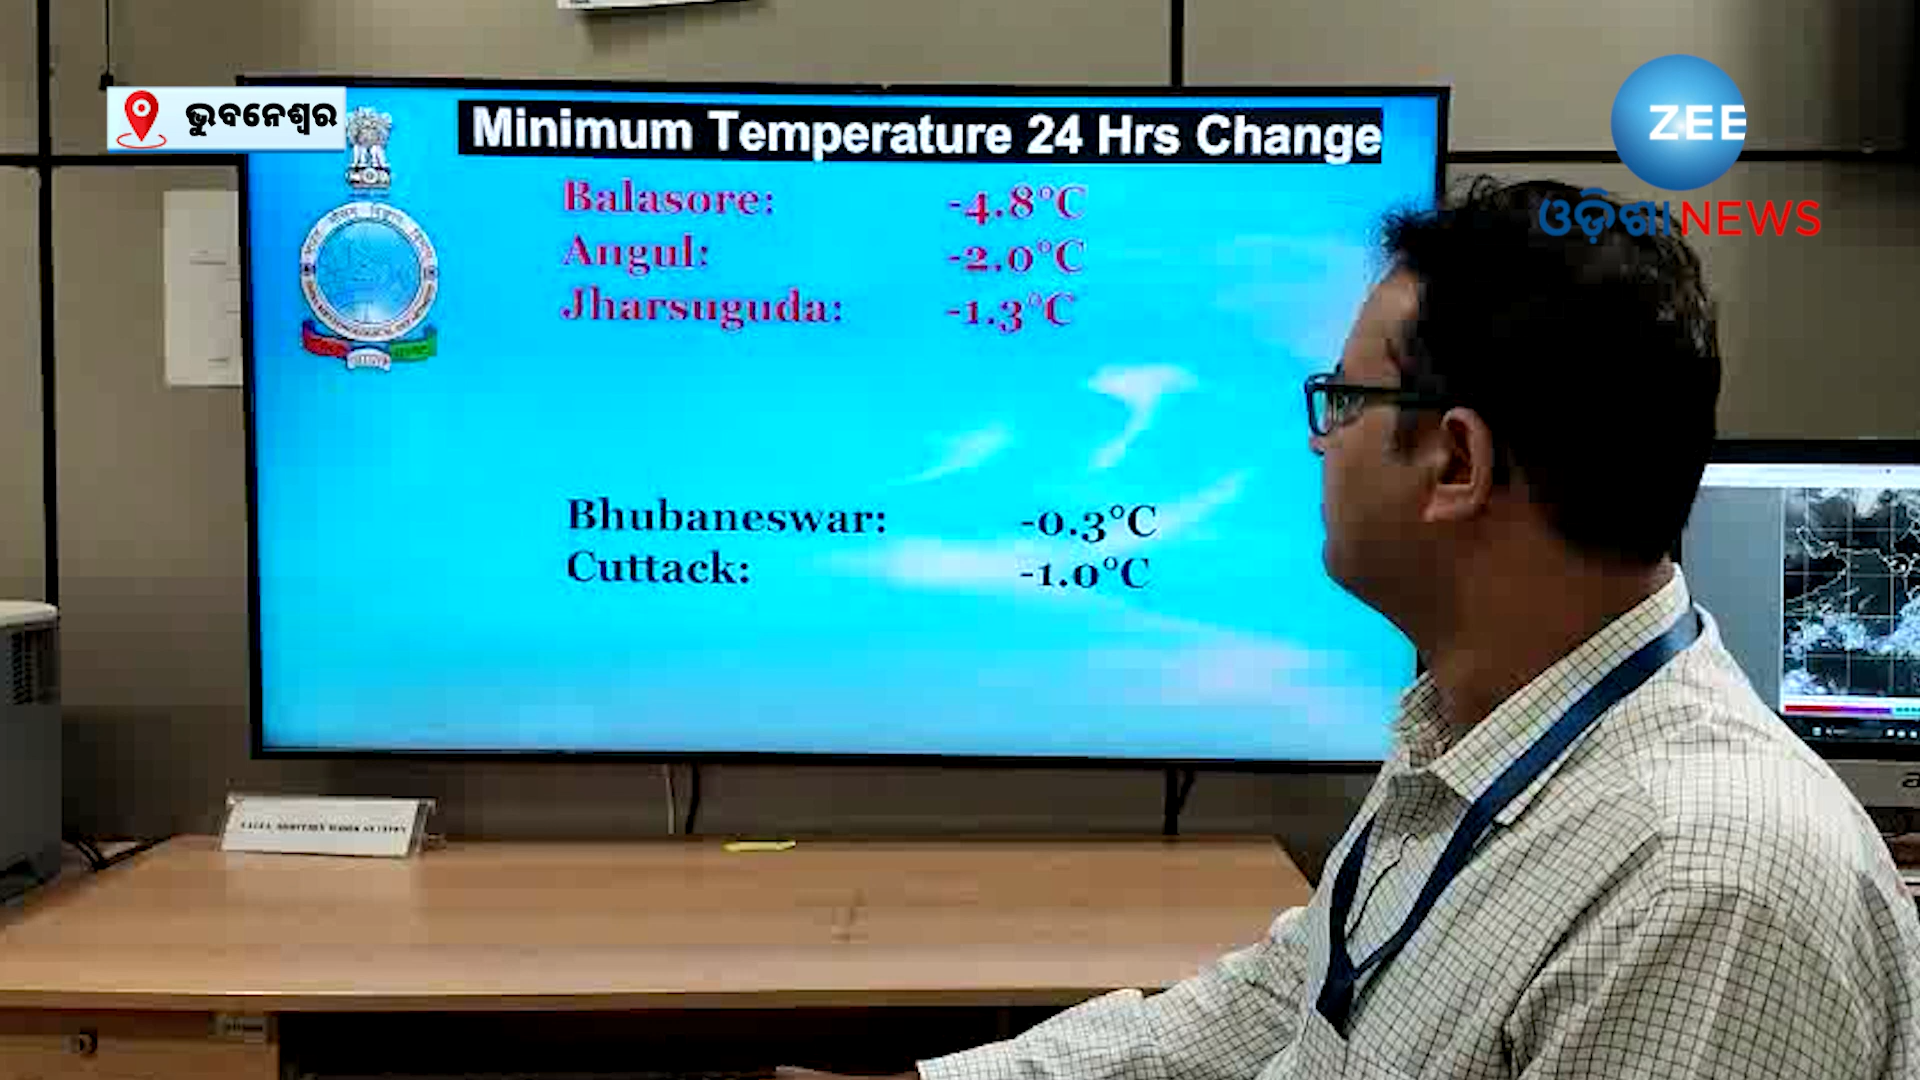 ଭୁବନେଶ୍ୱର
ZEE
ଓଡ଼ିଶା NEWS
Minimum Temperature 24 Hrs Change
Balasore: -4.8°C
Angul: -2.0°C
Jharsuguda: -1.3°C
Bhubaneswar: -0.3°C
Cuttack: -1.0°C